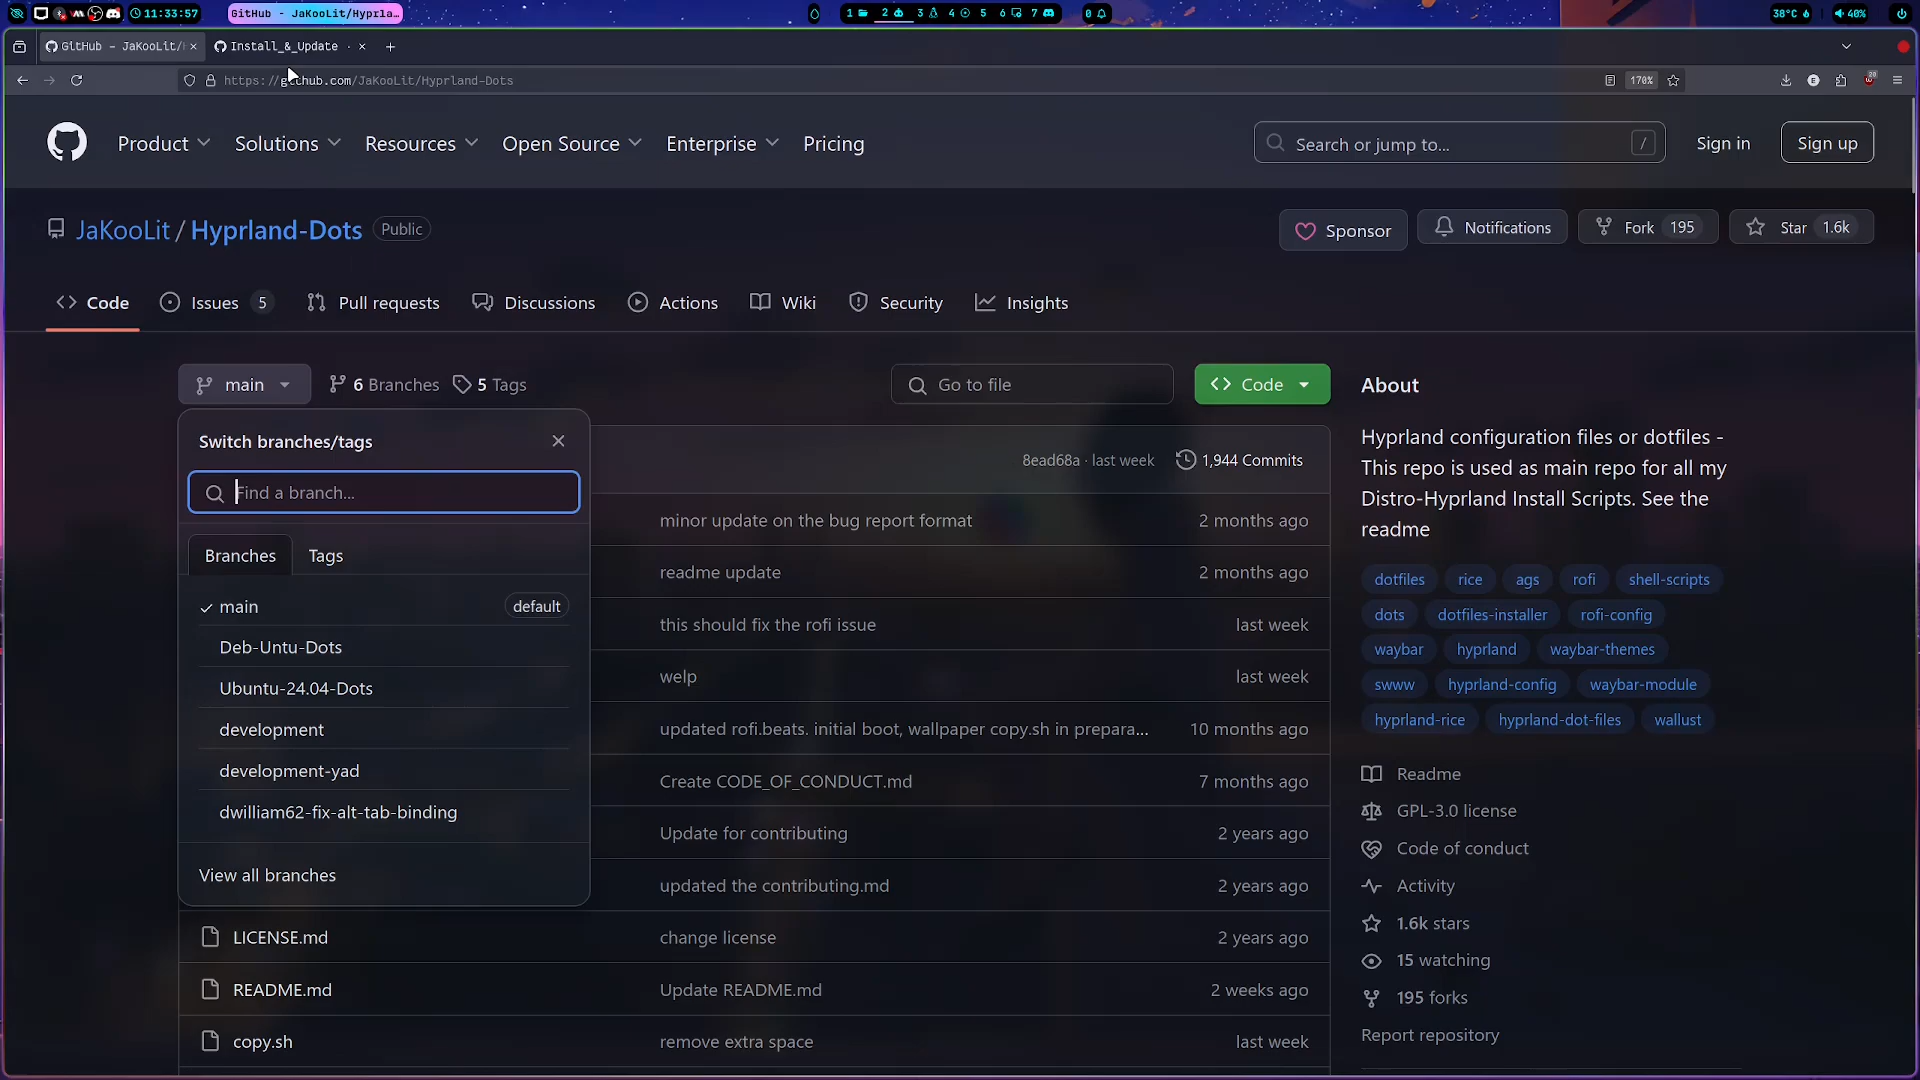 11:33:57
GitHub - JaKooLit/Hyprla…
1
2
3
4
5
6
7
0
38°C
40%
GitHub - JaKooLit/
Install_&_Update
https://github.com/JaKooLit/Hyprland-Dots
170%
Product
Solutions
Resources
Open Source
Enterprise
Pricing
Search or jump to...
/
Sign in
Sign up
JaKooLit / Hyprland-Dots
Public
Sponsor
Notifications
Fork 195
Star 1.6k
Code
Issues 5
Pull requests
Discussions
Actions
Wiki
Security
Insights
main
6 Branches
5 Tags
Go to file
Code
Switch branches/tags
Find a branch...
Branches
Tags
main
default
Deb-Untu-Dots
Ubuntu-24.04-Dots
development
development-yad
dwilliam62-fix-alt-tab-binding
View all branches
8ead68a · last week
1,944 Commits
minor update on the bug report format
2 months ago
readme update
2 months ago
this should fix the rofi issue
last week
welp
last week
updated rofi.beats. initial boot, wallpaper copy.sh in prepara...
10 months ago
Create CODE_OF_CONDUCT.md
7 months ago
Update for contributing
2 years ago
updated the contributing.md
2 years ago
LICENSE.md
change license
2 years ago
README.md
Update README.md
2 weeks ago
copy.sh
remove extra space
last week
About
Hyprland configuration files or dotfiles -
This repo is used as main repo for all my
Distro-Hyprland Install Scripts. See the
readme
dotfiles
rice
ags
rofi
shell-scripts
dots
dotfiles-installer
rofi-config
waybar
hyprland
waybar-themes
swww
hyprland-config
waybar-module
hyprland-rice
hyprland-dot-files
wallust
Readme
GPL-3.0 license
Code of conduct
Activity
1.6k stars
15 watching
195 forks
Report repository